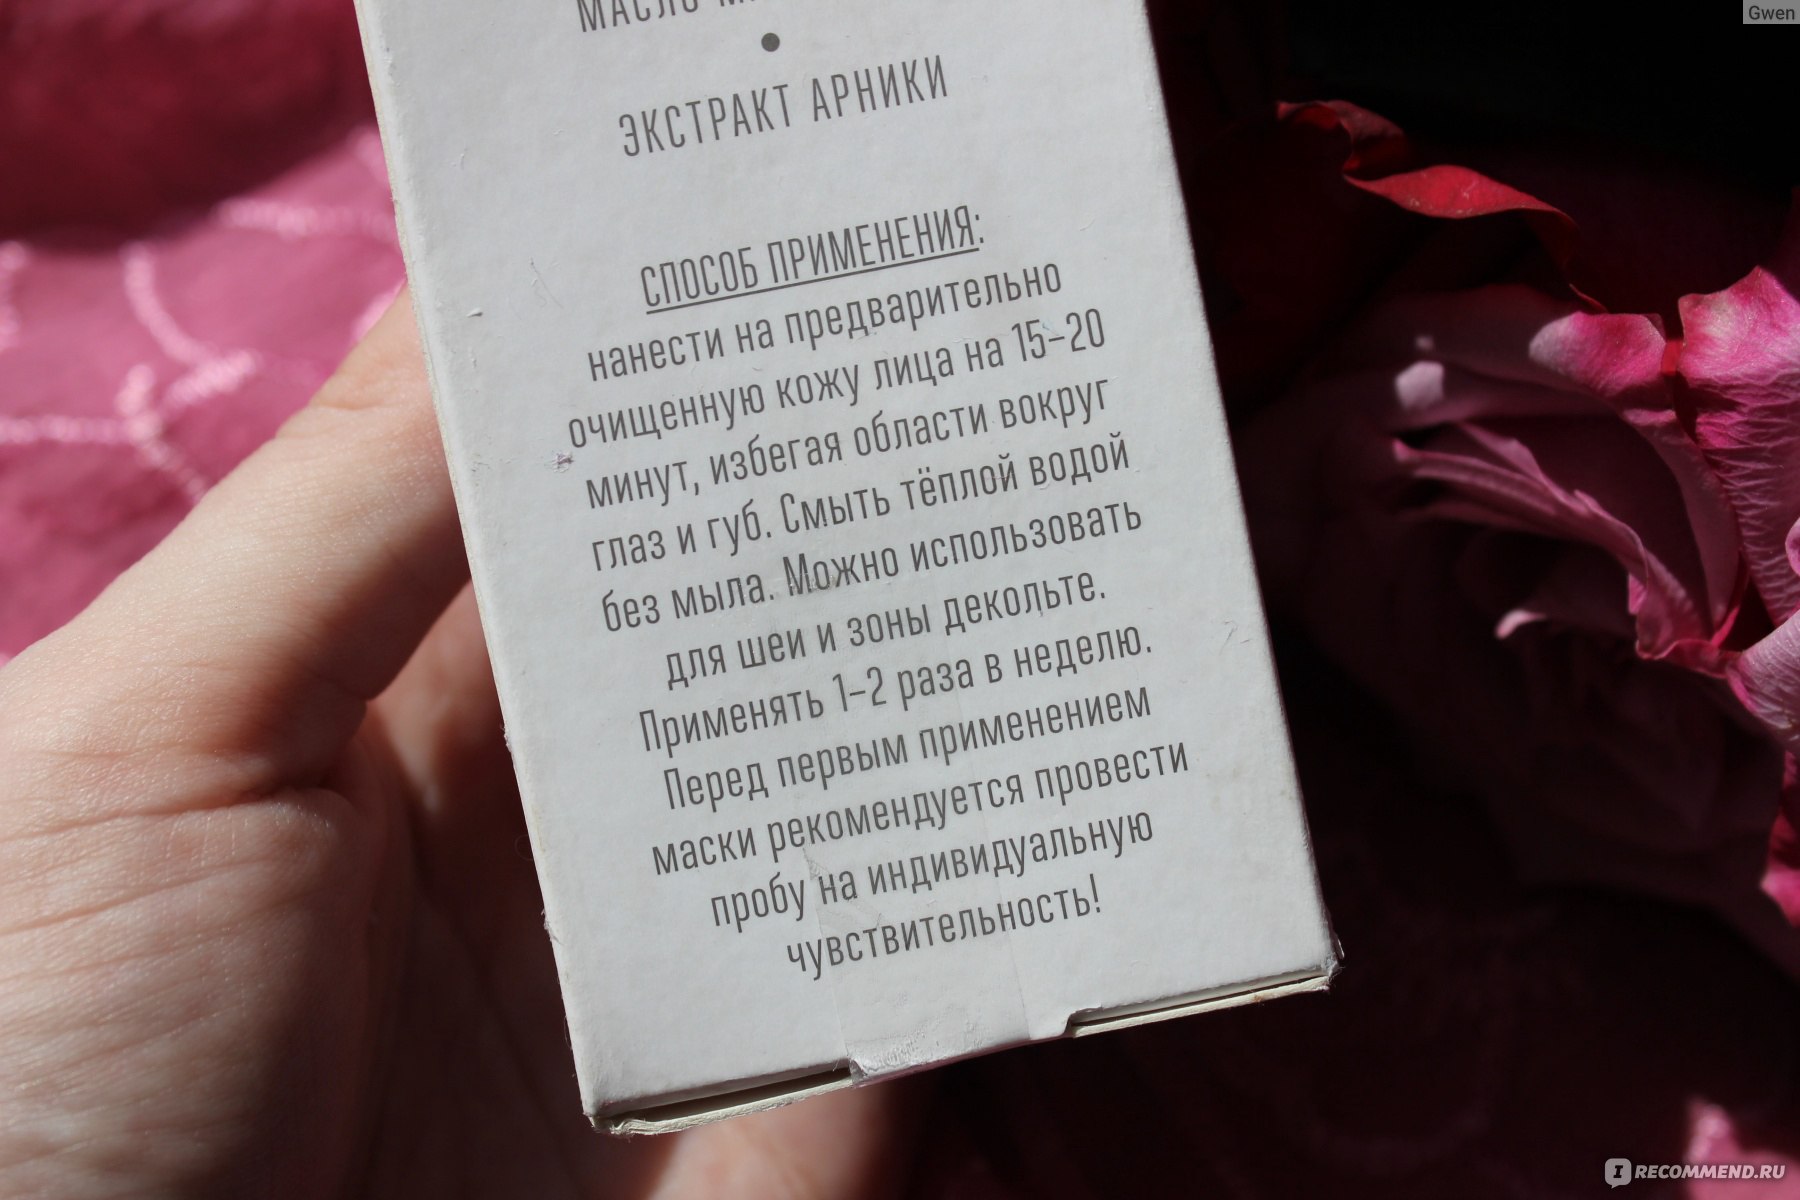 Gwen
МАСЛО
ЭКСТРАКТ АРНИКИ
СПОСОБ ПРИМЕНЕНИЯ:
нанести на предварительно
очищенную кожу лица на 15–20
минут, избегая области вокруг
глаз и губ. Смыть тёплой водой
без мыла. Можно использовать
для шеи и зоны декольте.
Применять 1–2 раза в неделю.
Перед первым применением
маски рекомендуется провести
пробу на индивидуальную
чувствительность!
IRECOMMEND.RU